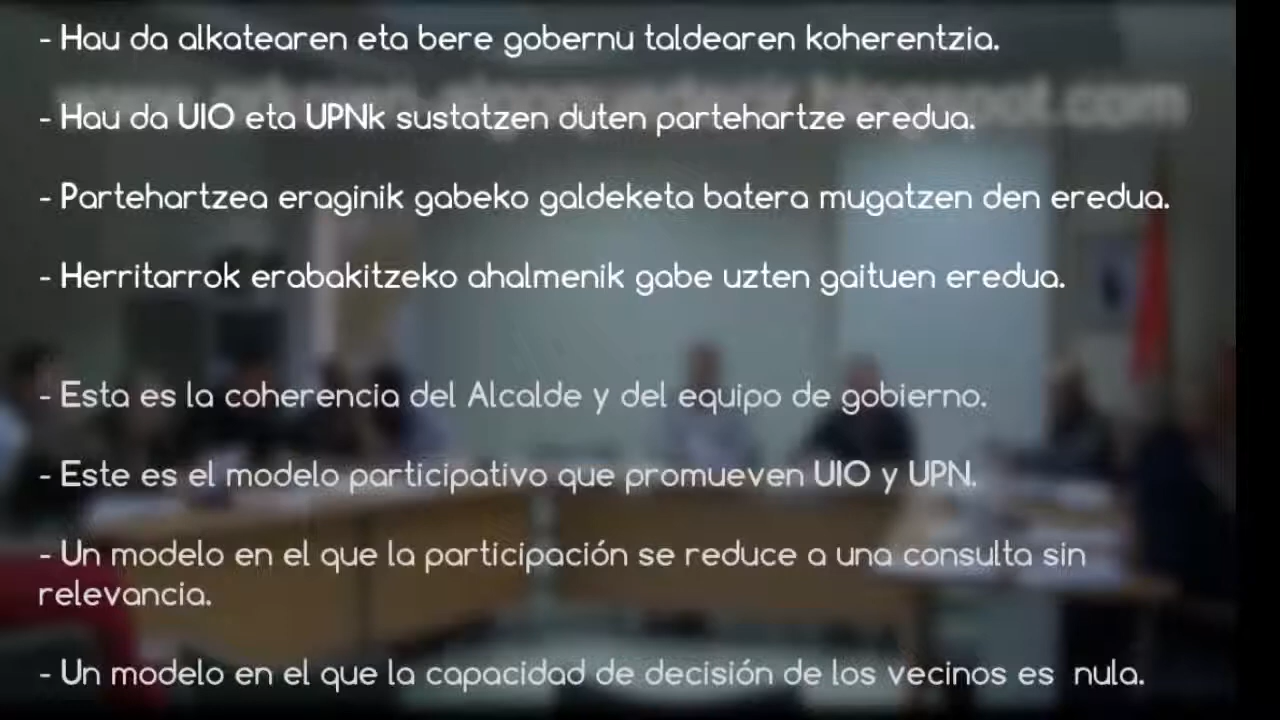 - Hau da alkatearen eta bere gobernu taldearen koherentzia.
- Hau da UIO eta UPNk sustatzen duten partehartze eredua.
- Partehartzea eraginik gabeko galdeketa batera mugatzen den eredua.
- Herritarrok erabakitzeko ahalmenik gabe uzten gaituen eredua.
- Esta es la coherencia del Alcalde y del equipo de gobierno.
- Este es el modelo participativo que promueven UIO y UPN.
- Un modelo en el que la participación se reduce a una consulta sin
relevancia.
- Un modelo en el que la capacidad de decisión de los vecinos es  nula.